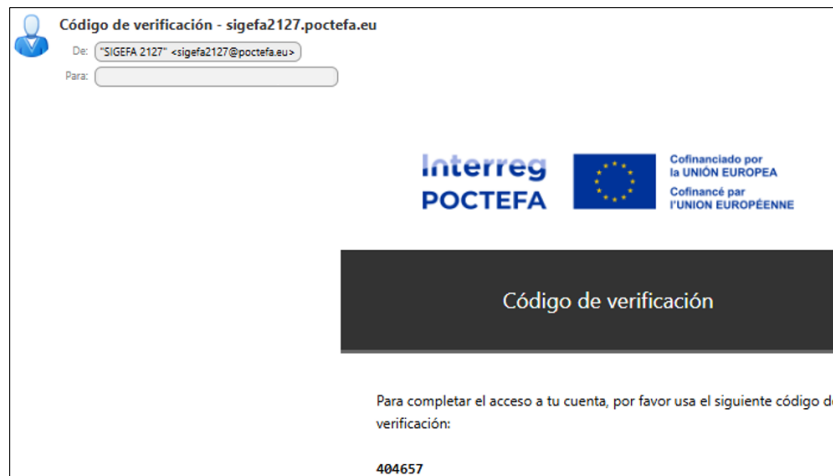 Código de verificación - sigefa2127.poctefa.eu
De: "SIGEFA 2127" <sigefa2127@poctefa.eu>
Para:
Interreg
POCTEFA
Cofinanciado por
la UNIÓN EUROPEA
Cofinancé par
l'UNION EUROPÉENNE
Código de verificación
Para completar el acceso a tu cuenta, por favor usa el siguiente código de
verificación:
404657